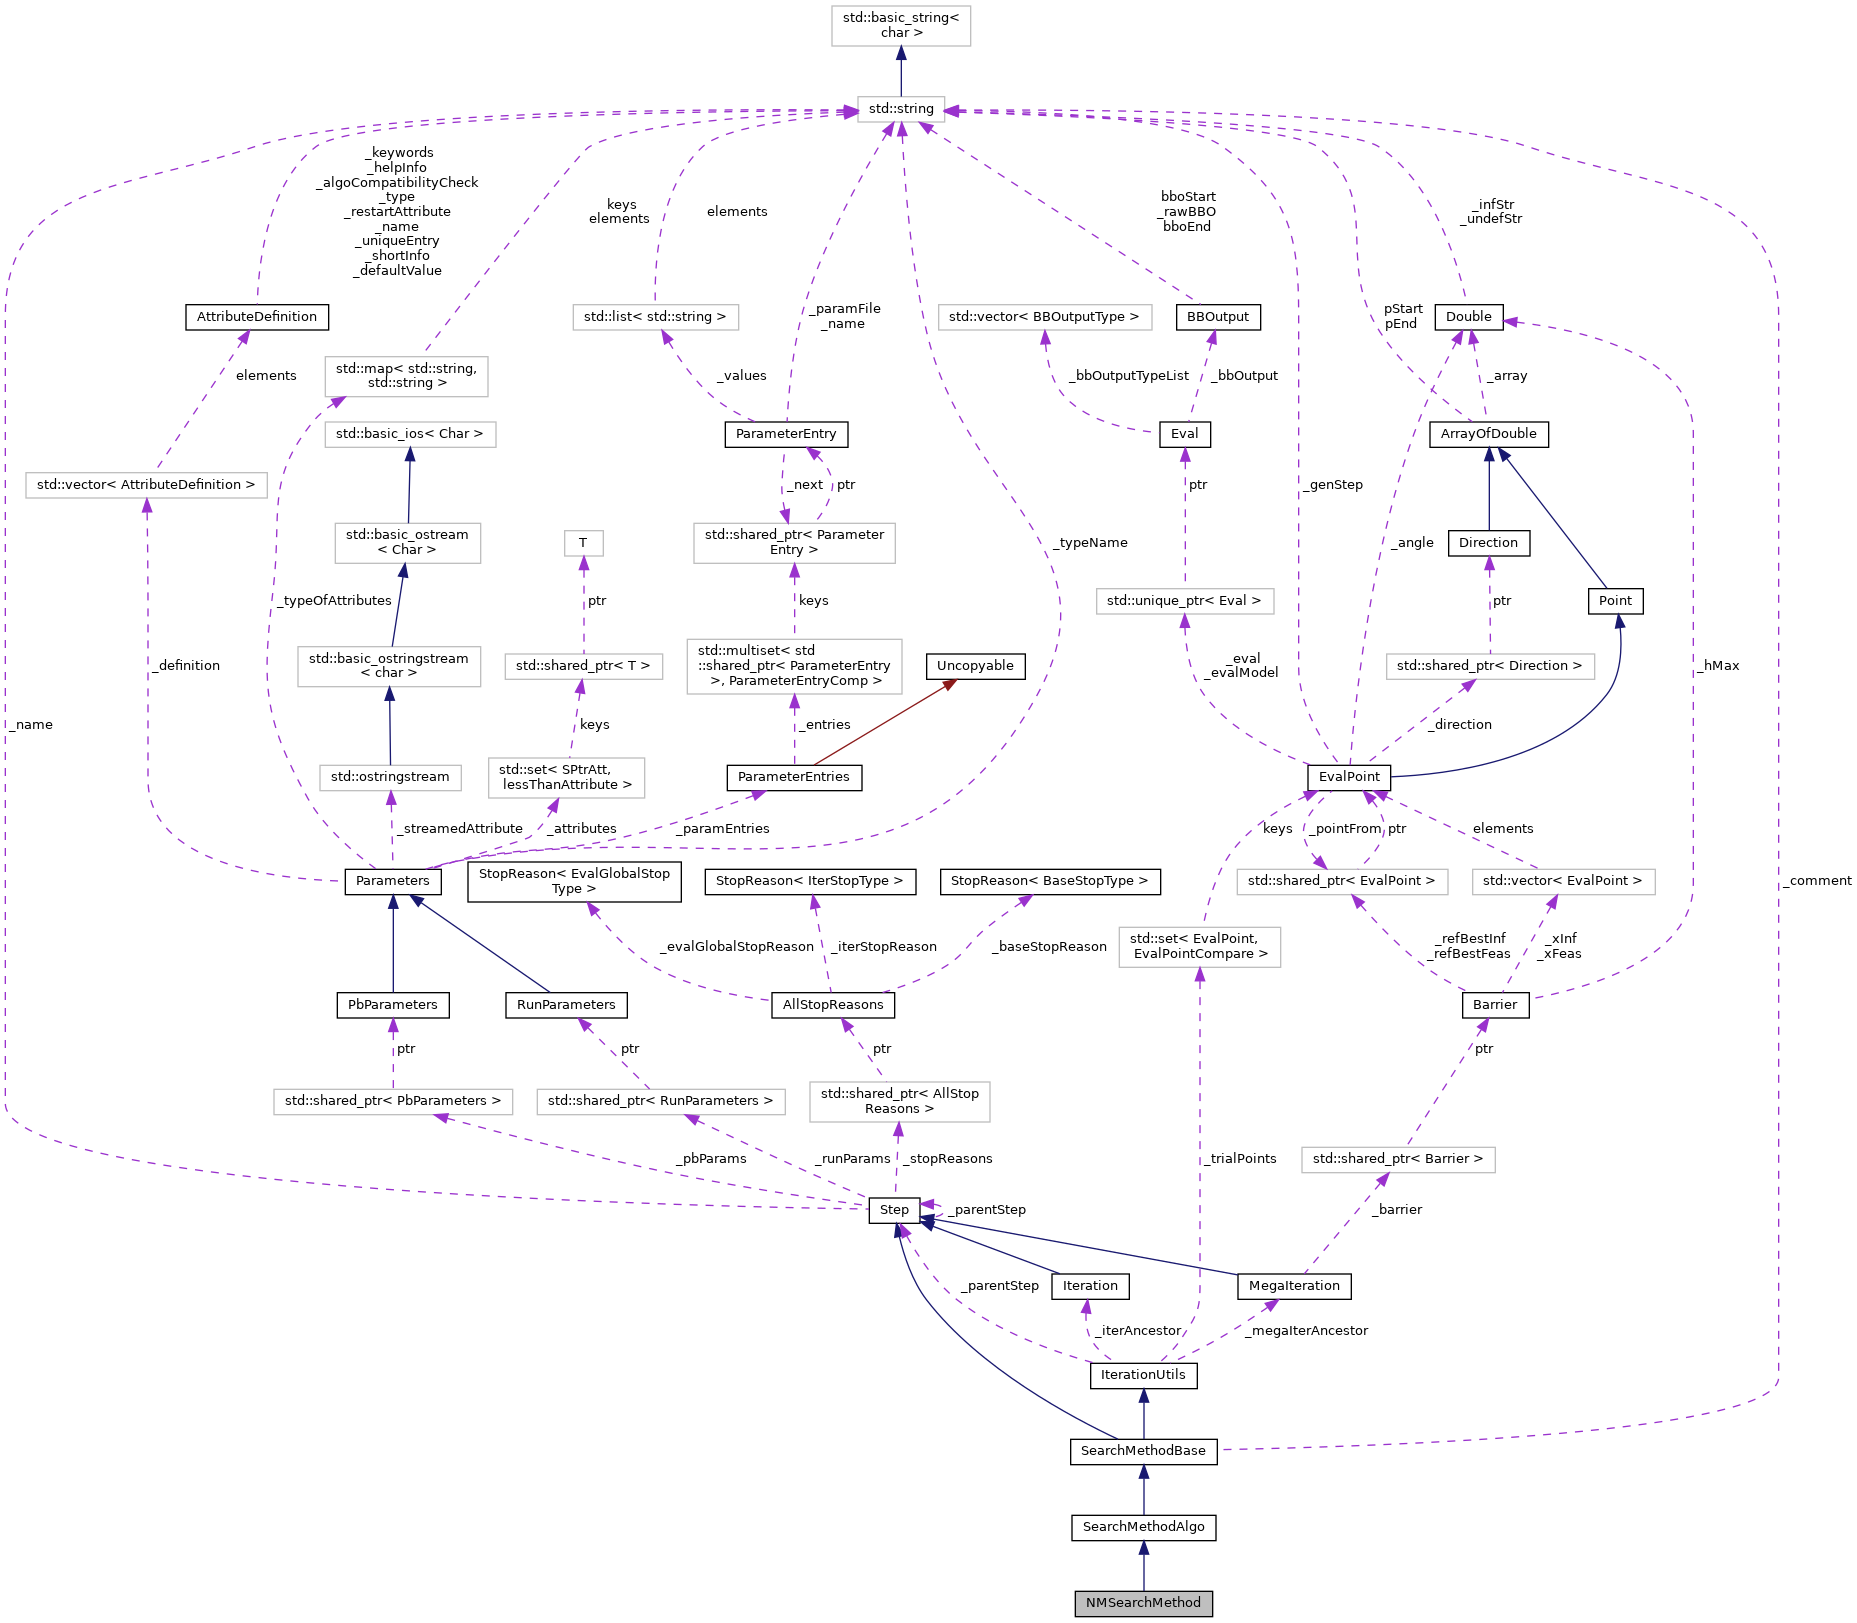 std::basic_string<
char >
std::string
_keywords
_helpInfo
_algoCompatibilityCheck
_type
_restartAttribute
_name
_uniqueEntry
_shortInfo
_defaultValue
keys
elements
elements
bboStart
_rawBBO
bboEnd
_infStr
_undefStr
AttributeDefinition
std::list< std::string >
_paramFile
_name
std::vector< BBOutputType >
BBOutput
pStart
pEnd
Double
std::map< std::string,
std::string >
elements
_values
_bbOutputTypeList
_bbOutput
_array
std::basic_ios< Char >
ParameterEntry
Eval
ArrayOfDouble
std::vector< AttributeDefinition >
_next
ptr
ptr
_genStep
std::basic_ostream
< Char >
T
std::shared_ptr< Parameter
Entry >
_typeName
_angle
Direction
_typeOfAttributes
ptr
keys
std::unique_ptr< Eval >
ptr
Point
_definition
std::basic_ostringstream
< char >
std::shared_ptr< T >
std::multiset< std
::shared_ptr< ParameterEntry
>, ParameterEntryComp >
Uncopyable
_eval
_evalModel
std::shared_ptr< Direction >
_hMax
_name
keys
_entries
_direction
std::ostringstream
std::set< SPtrAtt,
lessThanAttribute >
ParameterEntries
EvalPoint
_streamedAttribute
_attributes
_paramEntries
keys
_pointFrom
ptr
elements
Parameters
StopReason< EvalGlobalStop
Type >
StopReason< IterStopType >
StopReason< BaseStopType >
std::shared_ptr< EvalPoint >
std::vector< EvalPoint >
_comment
_evalGlobalStopReason
_iterStopReason
_baseStopReason
std::set< EvalPoint,
EvalPointCompare >
_refBestInf
_refBestFeas
_xInf
_xFeas
PbParameters
RunParameters
AllStopReasons
Barrier
ptr
ptr
ptr
ptr
std::shared_ptr< PbParameters >
std::shared_ptr< RunParameters >
std::shared_ptr< AllStop
Reasons >
_pbParams
_runParams
_stopReasons
_trialPoints
std::shared_ptr< Barrier >
Step
_parentStep
_barrier
_parentStep
Iteration
MegaIteration
_iterAncestor
_megaIterAncestor
IterationUtils
SearchMethodBase
SearchMethodAlgo
NMSearchMethod